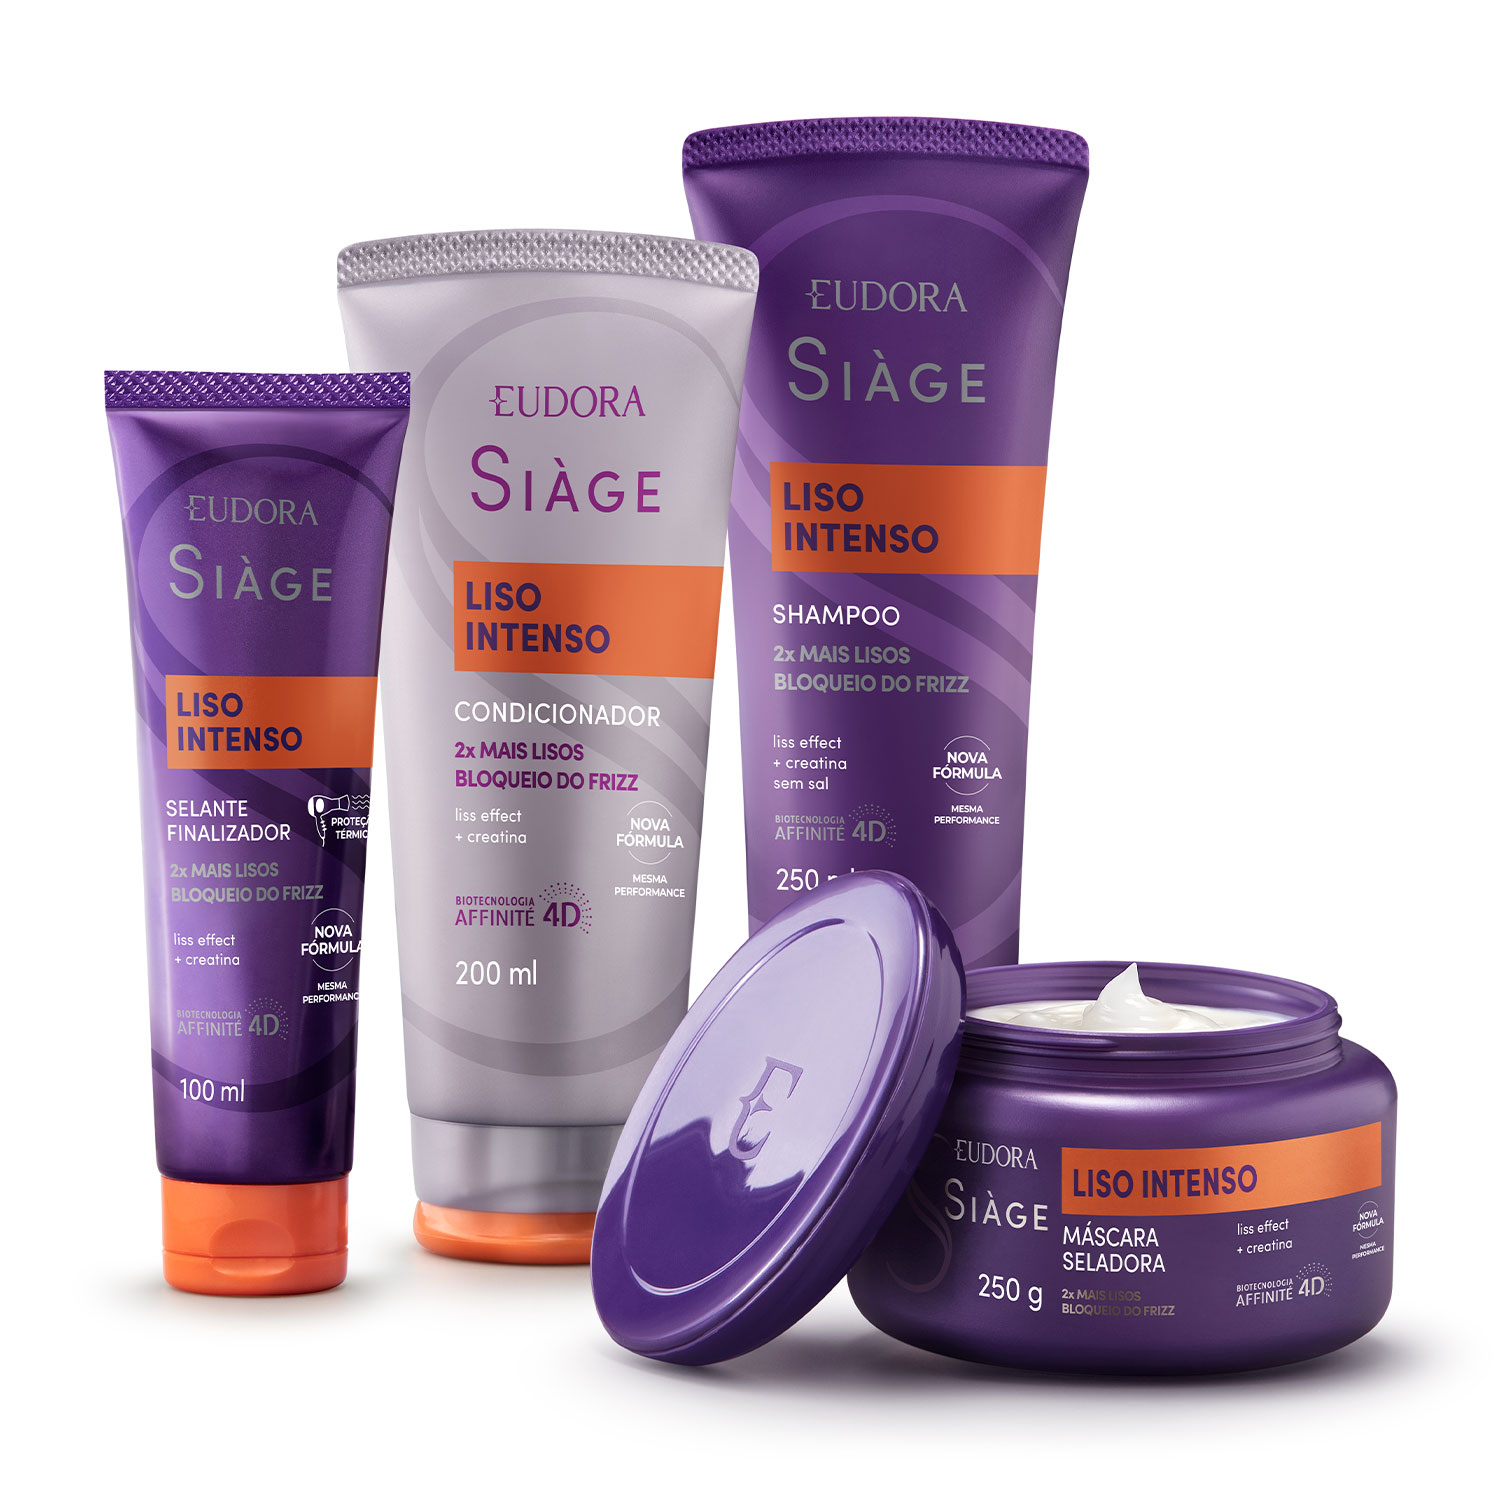 EUDORA
SIÀGE
LISO
INTENSO
SELANTE
FINALIZADOR
2x MAIS LISOS
BLOQUEIO DO FRIZZ
liss effect
+ creatina
NOVA
FÓRMULA
MESMA
BIOTECNOLOGIA
AFFINITÉ 4D
100 ml
EUDORA
SIÀGE
LISO
INTENSO
CONDICIONADOR
2x MAIS LISOS
BLOQUEIO DO FRIZZ
liss effect
+ creatina
NOVA
FÓRMULA
MESMA
PERFORMANCE
BIOTECNOLOGIA
AFFINITÉ 4D
200 ml
EUDORA
SIÀGE
LISO
INTENSO
SHAMPOO
2x MAIS LISOS
BLOQUEIO DO FRIZZ
liss effect
+ creatina
sem sal
NOVA
FÓRMULA
MESMA
PERFORMANCE
BIOTECNOLOGIA
AFFINITÉ 4D
250
E
EUDORA
SIÀGE
250 g
LISO INTENSO
MÁSCARA
SELADORA
2x MAIS LISOS
BLOQUEIO DO FRIZZ
liss effect
+ creatina
BIOTECNOLOGIA
AFFINITÉ 4D
NOVA
FÓRMULA
MESMA
PERFORMANCE